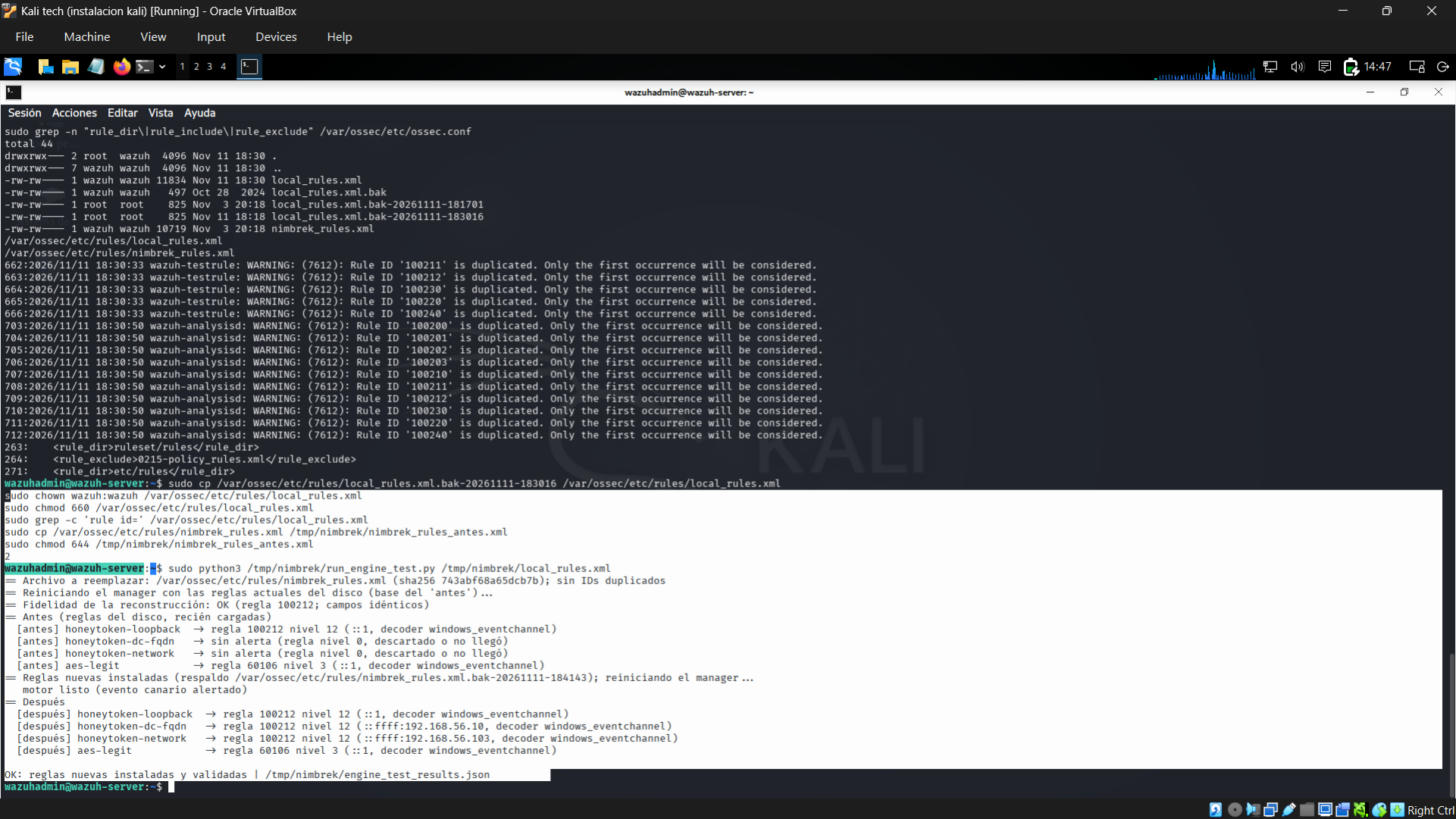 Kali tech (instalacion kali) [Running] - Oracle VirtualBox
File Machine View Input Devices Help
1 2 3 4
14:47
wazuhadmin@wazuh-server: ~
Sesión Acciones Editar Vista Ayuda
sudo grep -n "rule_dir\|rule_include\|rule_exclude" /var/ossec/etc/ossec.conf
total 44
drwxrwx--- 2 root  wazuh  4096 Nov 11 18:30 .
drwxrwx--- 7 wazuh wazuh  4096 Nov 11 18:30 ..
-rw-rw---- 1 wazuh wazuh 11834 Nov 11 18:30 local_rules.xml
-rw-rw---- 1 wazuh wazuh   497 Oct 28  2024 local_rules.xml.bak
-rw-rw---- 1 root  root    825 Nov  3 20:18 local_rules.xml.bak-20261111-181701
-rw-rw---- 1 root  root    825 Nov 11 18:18 local_rules.xml.bak-20261111-183016
-rw-rw---- 1 wazuh wazuh 10719 Nov  3 20:18 nimbrek_rules.xml
/var/ossec/etc/rules/local_rules.xml
/var/ossec/etc/rules/nimbrek_rules.xml
662:2026/11/11 18:30:33 wazuh-testrule: WARNING: (7612): Rule ID '100211' is duplicated. Only the first occurrence will be considered.
663:2026/11/11 18:30:33 wazuh-testrule: WARNING: (7612): Rule ID '100212' is duplicated. Only the first occurrence will be considered.
664:2026/11/11 18:30:33 wazuh-testrule: WARNING: (7612): Rule ID '100230' is duplicated. Only the first occurrence will be considered.
665:2026/11/11 18:30:33 wazuh-testrule: WARNING: (7612): Rule ID '100220' is duplicated. Only the first occurrence will be considered.
666:2026/11/11 18:30:33 wazuh-testrule: WARNING: (7612): Rule ID '100240' is duplicated. Only the first occurrence will be considered.
703:2026/11/11 18:30:50 wazuh-analysisd: WARNING: (7612): Rule ID '100200' is duplicated. Only the first occurrence will be considered.
704:2026/11/11 18:30:50 wazuh-analysisd: WARNING: (7612): Rule ID '100201' is duplicated. Only the first occurrence will be considered.
705:2026/11/11 18:30:50 wazuh-analysisd: WARNING: (7612): Rule ID '100202' is duplicated. Only the first occurrence will be considered.
706:2026/11/11 18:30:50 wazuh-analysisd: WARNING: (7612): Rule ID '100203' is duplicated. Only the first occurrence will be considered.
707:2026/11/11 18:30:50 wazuh-analysisd: WARNING: (7612): Rule ID '100210' is duplicated. Only the first occurrence will be considered.
708:2026/11/11 18:30:50 wazuh-analysisd: WARNING: (7612): Rule ID '100211' is duplicated. Only the first occurrence will be considered.
709:2026/11/11 18:30:50 wazuh-analysisd: WARNING: (7612): Rule ID '100212' is duplicated. Only the first occurrence will be considered.
710:2026/11/11 18:30:50 wazuh-analysisd: WARNING: (7612): Rule ID '100230' is duplicated. Only the first occurrence will be considered.
711:2026/11/11 18:30:50 wazuh-analysisd: WARNING: (7612): Rule ID '100220' is duplicated. Only the first occurrence will be considered.
712:2026/11/11 18:30:50 wazuh-analysisd: WARNING: (7612): Rule ID '100240' is duplicated. Only the first occurrence will be considered.
263:    <rule_dir>ruleset/rules</rule_dir>
264:    <rule_exclude>0215-policy_rules.xml</rule_exclude>
271:    <rule_dir>etc/rules</rule_dir>
wazuhadmin@wazuh-server:~$ sudo cp /var/ossec/etc/rules/local_rules.xml.bak-20261111-183016 /var/ossec/etc/rules/local_rules.xml
sudo chown wazuh:wazuh /var/ossec/etc/rules/local_rules.xml
sudo chmod 660 /var/ossec/etc/rules/local_rules.xml
sudo grep -c 'rule id=' /var/ossec/etc/rules/local_rules.xml
sudo cp /var/ossec/etc/rules/nimbrek_rules.xml /tmp/nimbrek/nimbrek_rules_antes.xml
sudo chmod 644 /tmp/nimbrek/nimbrek_rules_antes.xml
2
wazuhadmin@wazuh-server:~$ sudo python3 /tmp/nimbrek/run_engine_test.py /tmp/nimbrek/local_rules.xml
== Archivo a reemplazar: /var/ossec/etc/rules/nimbrek_rules.xml (sha256 743abf68a65dcb7b); sin IDs duplicados
== Reiniciando el manager con las reglas actuales del disco (base del 'antes')...
== Fidelidad de la reconstrucción: OK (regla 100212; campos idénticos)
== Antes (reglas del disco, recién cargadas)
  [antes] honeytoken-loopback  → regla 100212 nivel 12 (::1, decoder windows_eventchannel)
  [antes] honeytoken-dc-fqdn   → sin alerta (regla nivel 0, descartado o no llegó)
  [antes] honeytoken-network   → sin alerta (regla nivel 0, descartado o no llegó)
  [antes] aes-legit            → regla 60106 nivel 3 (::1, decoder windows_eventchannel)
== Reglas nuevas instaladas (respaldo /var/ossec/etc/rules/nimbrek_rules.xml.bak-20261111-184143); reiniciando el manager...
   motor listo (evento canario alertado)
== Después
  [después] honeytoken-loopback  → regla 100212 nivel 12 (::1, decoder windows_eventchannel)
  [después] honeytoken-dc-fqdn   → regla 100212 nivel 12 (::ffff:192.168.56.10, decoder windows_eventchannel)
  [después] honeytoken-network   → regla 100212 nivel 12 (::ffff:192.168.56.103, decoder windows_eventchannel)
  [después] aes-legit            → regla 60106 nivel 3 (::1, decoder windows_eventchannel)
OK: reglas nuevas instaladas y validadas | /tmp/nimbrek/engine_test_results.json
wazuhadmin@wazuh-server:~$
KALI
Right Ctrl